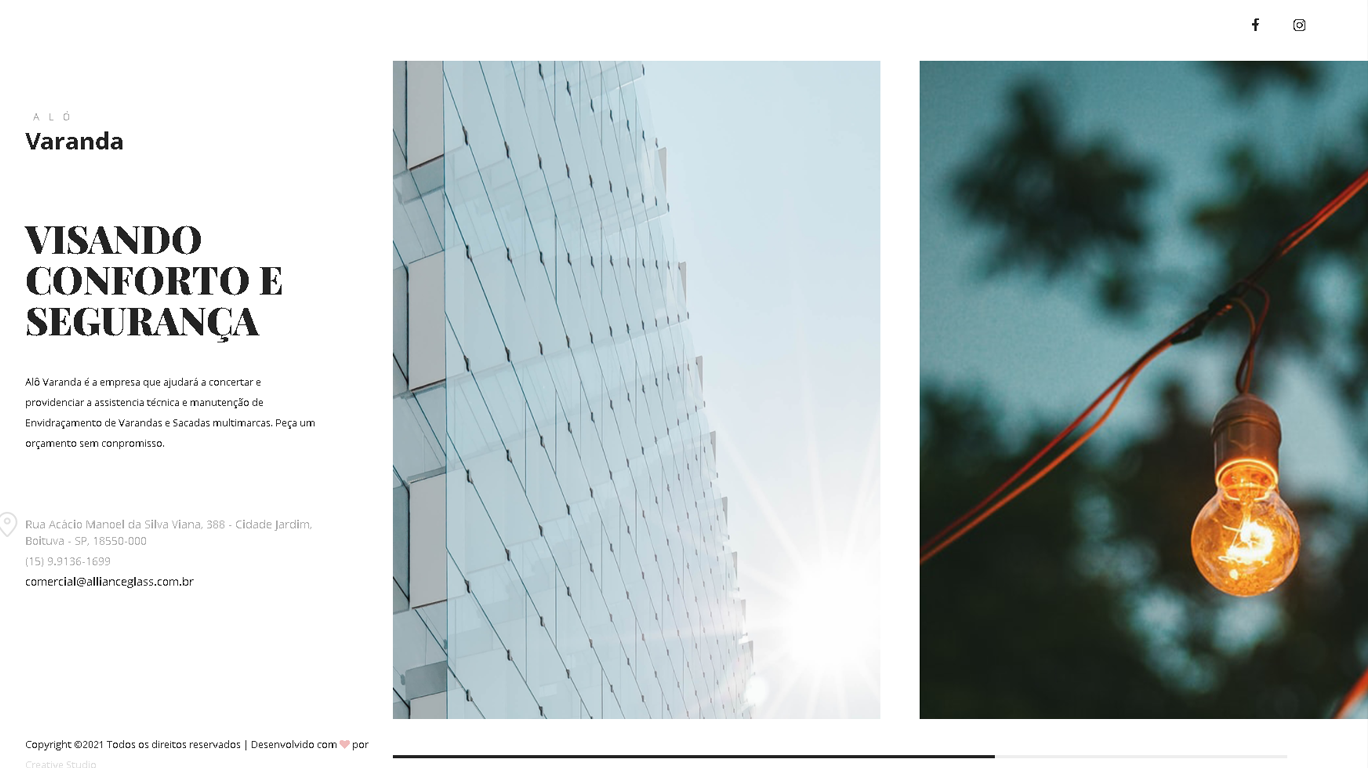 ALÔ
Varanda
VISANDO
CONFORTO E
SEGURANÇA
Alô Varanda é a empresa que ajudará a concertar e
providenciar a assistencia técnica e manutenção de
Envidraçamento de Varandas e Sacadas multimarcas. Peça um
orçamento sem conpromisso.
Rua Acácio Manoel da Silva Viana, 388 - Cidade Jardim,
Boituva - SP, 18550-000
(15) 9.9136-1699
comercial@allianceglass.com.br
Copyright ©2021 Todos os direitos reservados | Desenvolvido com ❤ por
Creative Studio